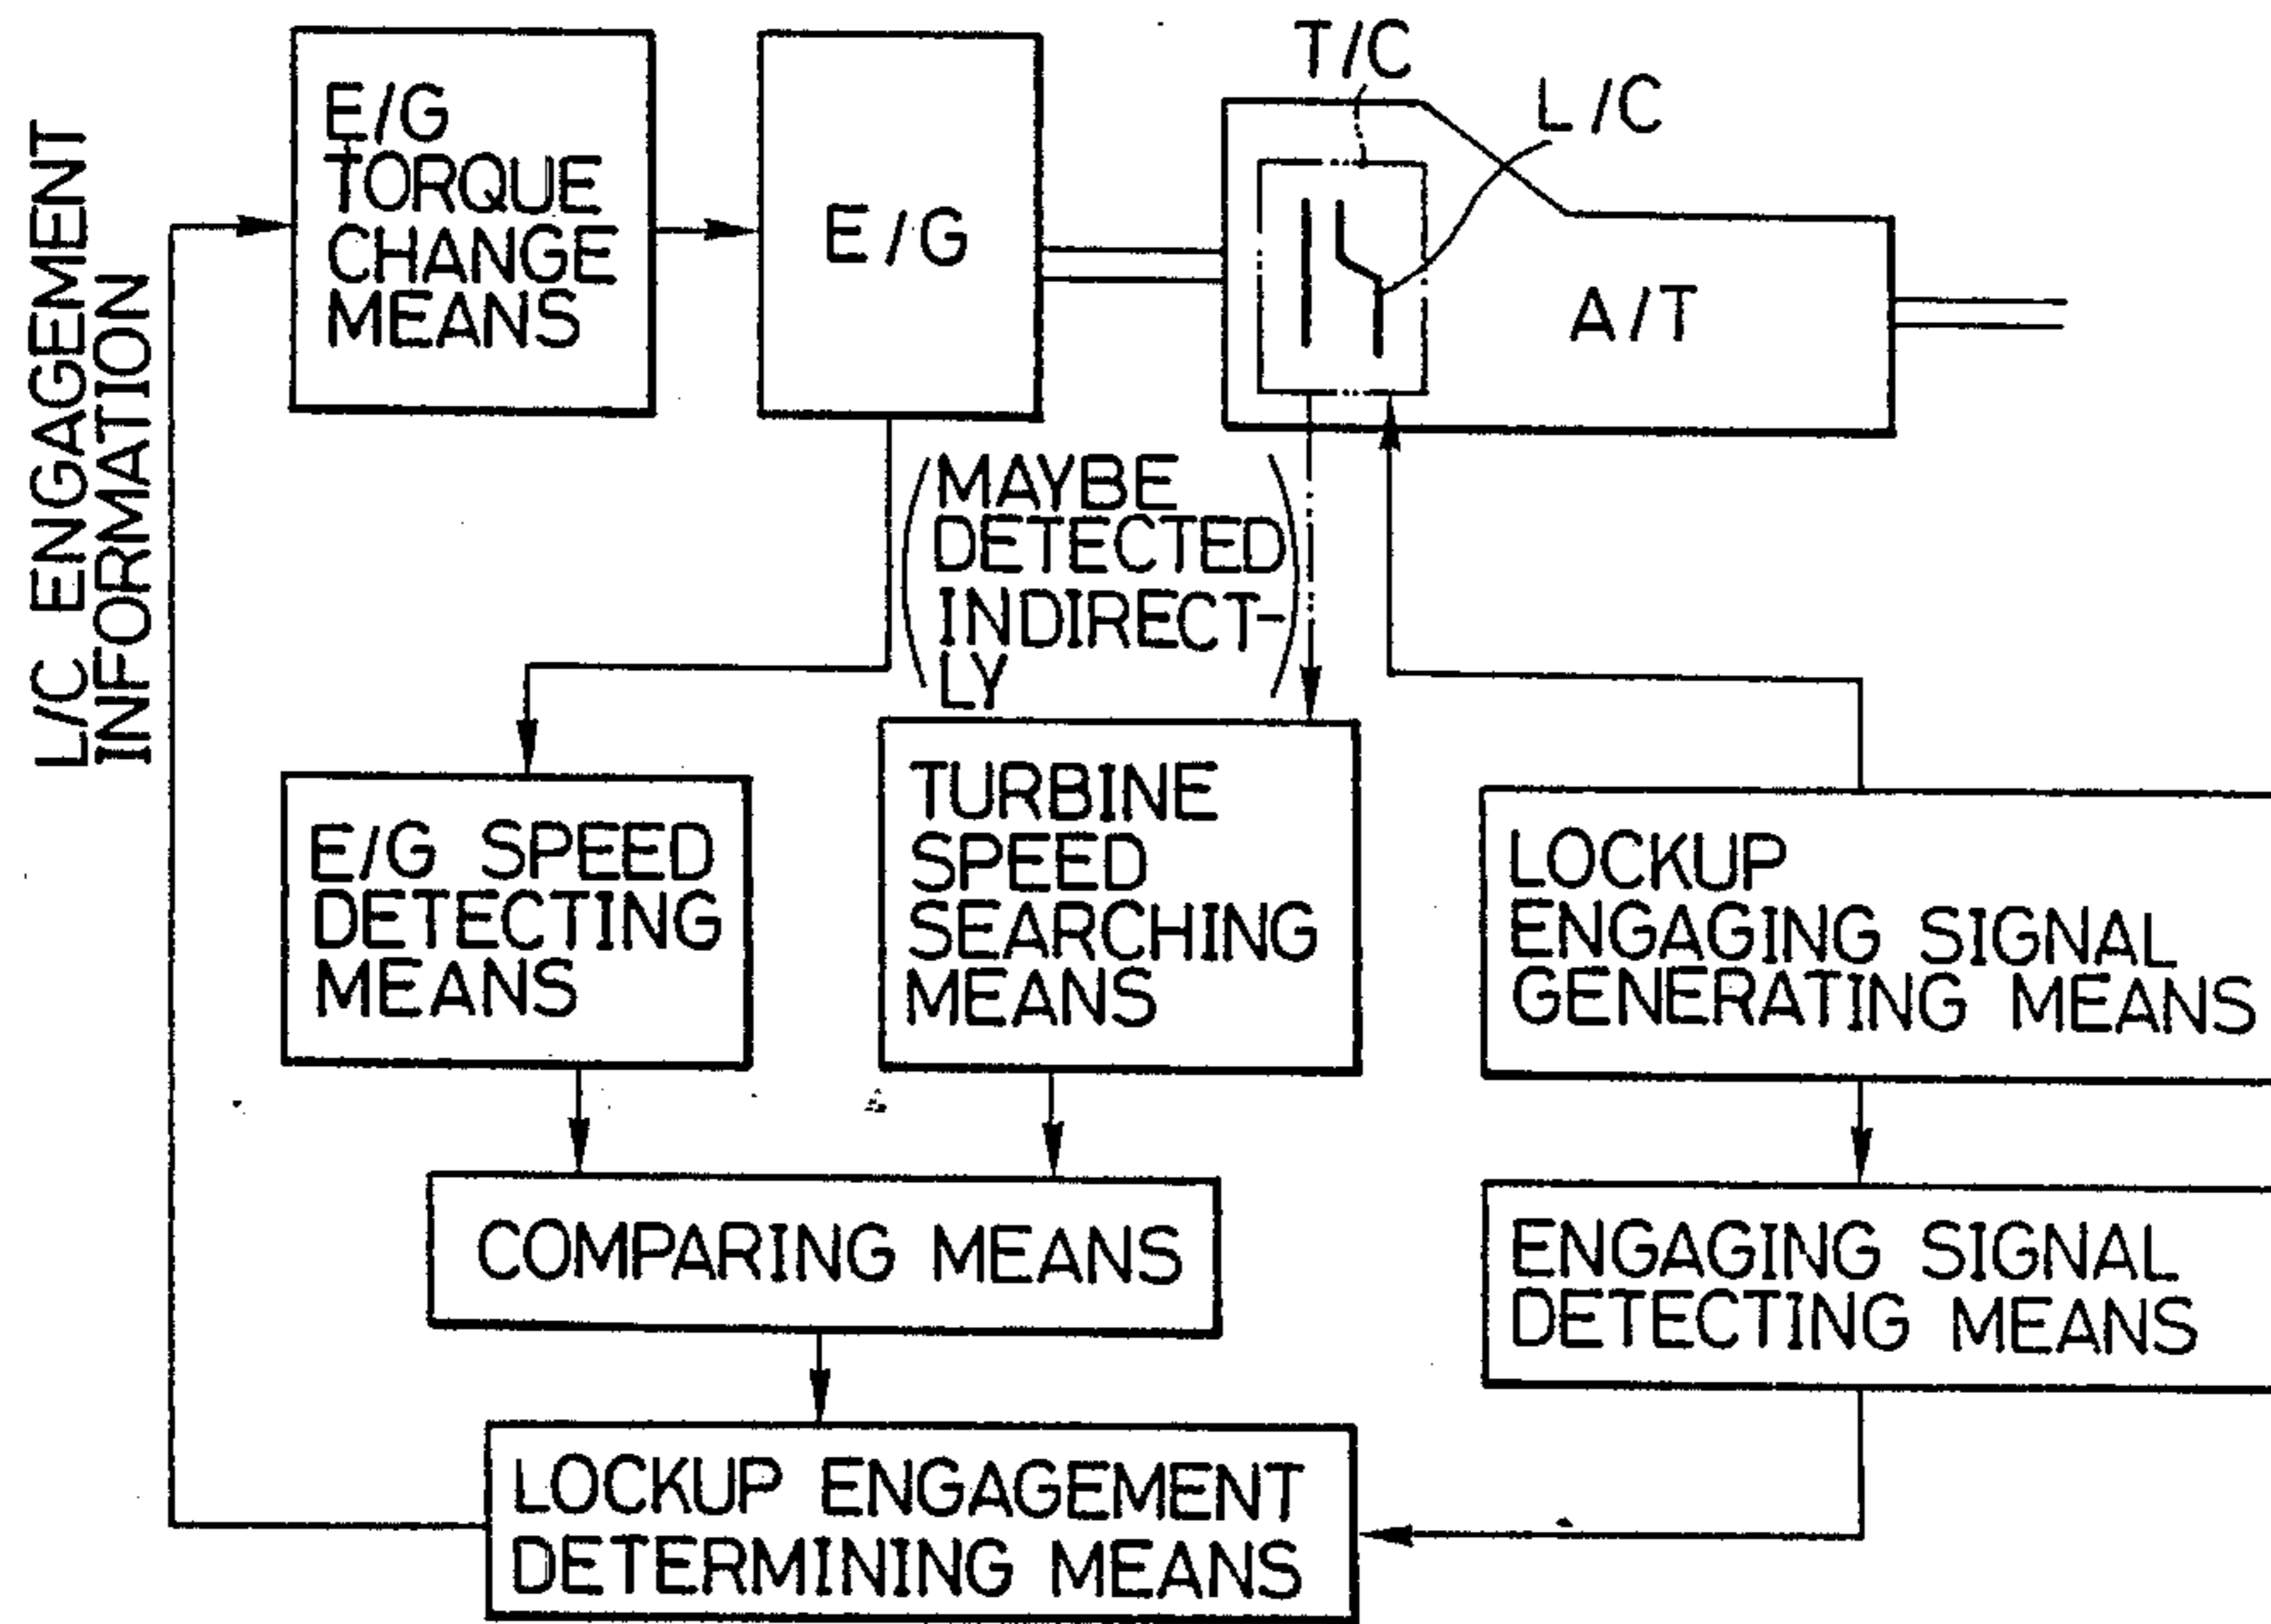 L/C ENGAGEMENT
INFORMATION
E/G
TORQUE
CHANGE
MEANS
E/G
T/C
L/C
A/T
(MAYBE
DETECTED
INDIRECT-
LY)
E/G SPEED
DETECTING
MEANS
TURBINE
SPEED
SEARCHING
MEANS
LOCKUP
ENGAGING SIGNAL
GENERATING MEANS
COMPARING MEANS
ENGAGING SIGNAL
DETECTING MEANS
LOCKUP ENGAGEMENT
DETERMINING MEANS